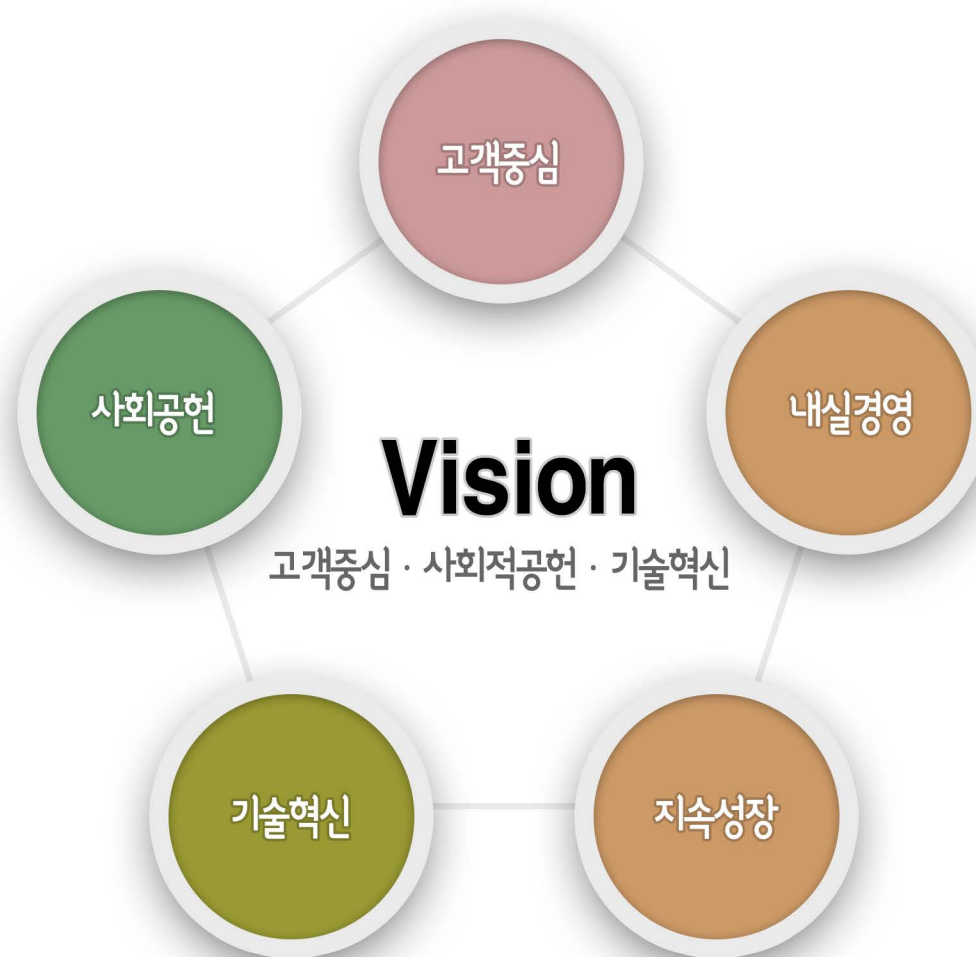 고객중심
사회공헌
내실경영
Vision
고객중심 · 사회적공헌 · 기술혁신
기술혁신
지속성장